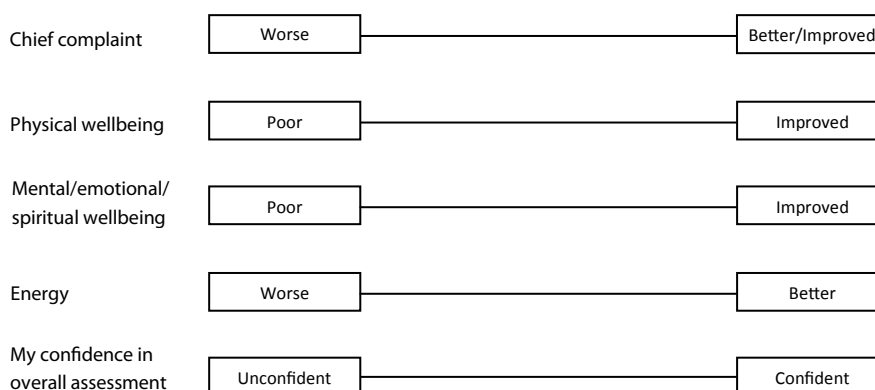 Chief complaint Worse Better/Improved
Physical wellbeing Poor Improved
Mental/emotional/
spiritual wellbeing Poor Improved
Energy Worse Better
My confidence in
overall assessment Unconfident Confident